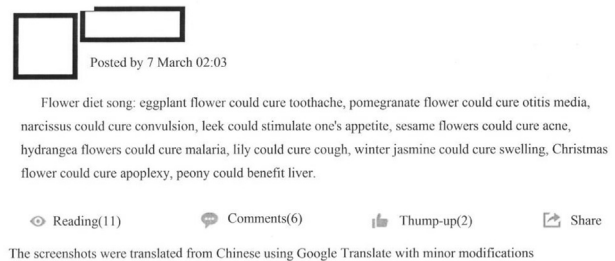 Posted by 7 March 02:03
Flower diet song: eggplant flower could cure toothache, pomegranate flower could cure otitis media,
narcissus could cure convulsion, leek could stimulate one's appetite, sesame flowers could cure acne,
hydrangea flowers could cure malaria, lily could cure cough, winter jasmine could cure swelling, Christmas
flower could cure apoplexy, peony could benefit liver.
Reading(11) Comments(6) Thump-up(2) Share
The screenshots were translated from Chinese using Google Translate with minor modifications